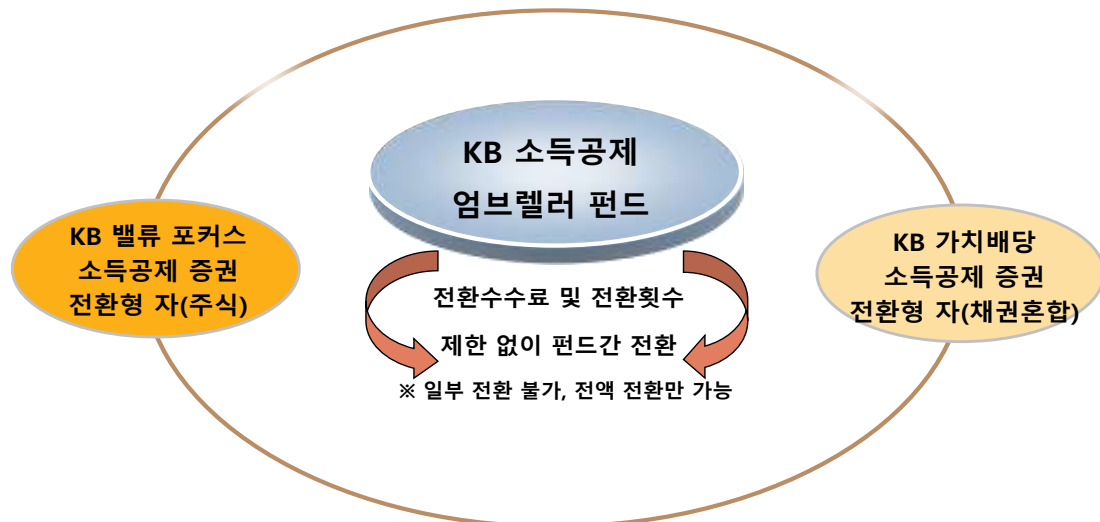 KB 소득공제
엄브렐러 펀드
KB 밸류 포커스
소득공제 증권
전환형 자(주식)
KB 가치배당
소득공제 증권
전환형 자(채권혼합)
전환수수료 및 전환횟수
제한 없이 펀드간 전환
※ 일부 전환 불가, 전액 전환만 가능